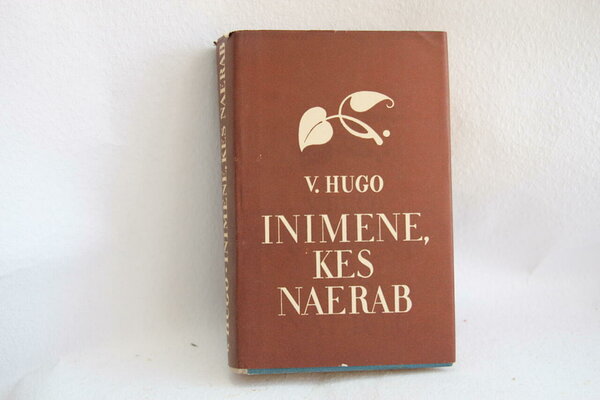 V. HUGO
INIMENE,
KES
NAERAB
HUGO · INIMENE, KES NAERAB